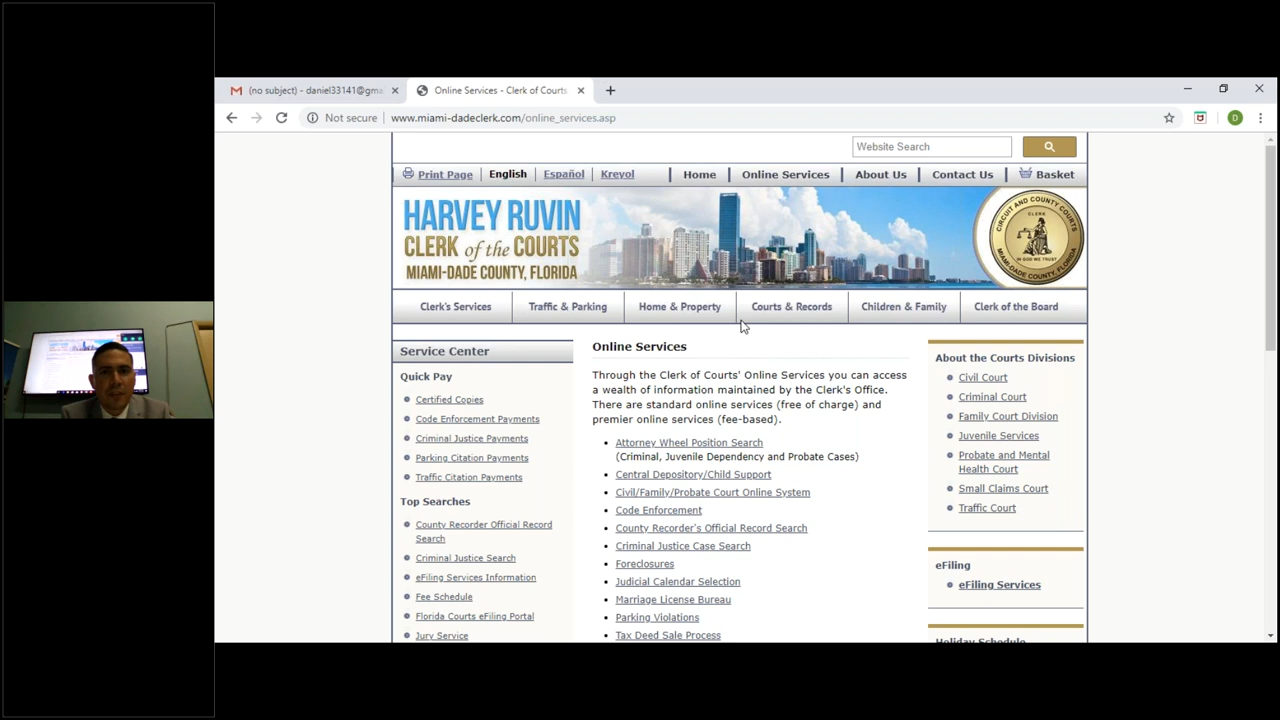 (no subject) - daniel33141@gma
Online Services - Clerk of Courts
Not secure
www.miami-dadeclerk.com/online_services.asp
D
Website Search
Print Page
English
Español
Kreyol
Home
Online Services
About Us
Contact Us
Basket
HARVEY RUVIN
CLERK of the COURTS
MIAMI-DADE COUNTY, FLORIDA
CIRCUIT AND COUNTY COURTS
CLERK
IN GOD WE TRUST
MIAMI-DADE COUNTY, FLORIDA
Clerk's Services
Traffic & Parking
Home & Property
Courts & Records
Children & Family
Clerk of the Board
Service Center
Quick Pay
Certified Copies
Code Enforcement Payments
Criminal Justice Payments
Parking Citation Payments
Traffic Citation Payments
Top Searches
County Recorder Official Record
Search
Criminal Justice Search
eFiling Services Information
Fee Schedule
Florida Courts eFiling Portal
Jury Service
Online Services
Through the Clerk of Courts' Online Services you can access
a wealth of information maintained by the Clerk's Office.
There are standard online services (free of charge) and
premier online services (fee-based).
Attorney Wheel Position Search
(Criminal, Juvenile Dependency and Probate Cases)
Central Depository/Child Support
Civil/Family/Probate Court Online System
Code Enforcement
County Recorder's Official Record Search
Criminal Justice Case Search
Foreclosures
Judicial Calendar Selection
Marriage License Bureau
Parking Violations
Tax Deed Sale Process
About the Courts Divisions
Civil Court
Criminal Court
Family Court Division
Juvenile Services
Probate and Mental
Health Court
Small Claims Court
Traffic Court
eFiling
eFiling Services
Holiday Schedule